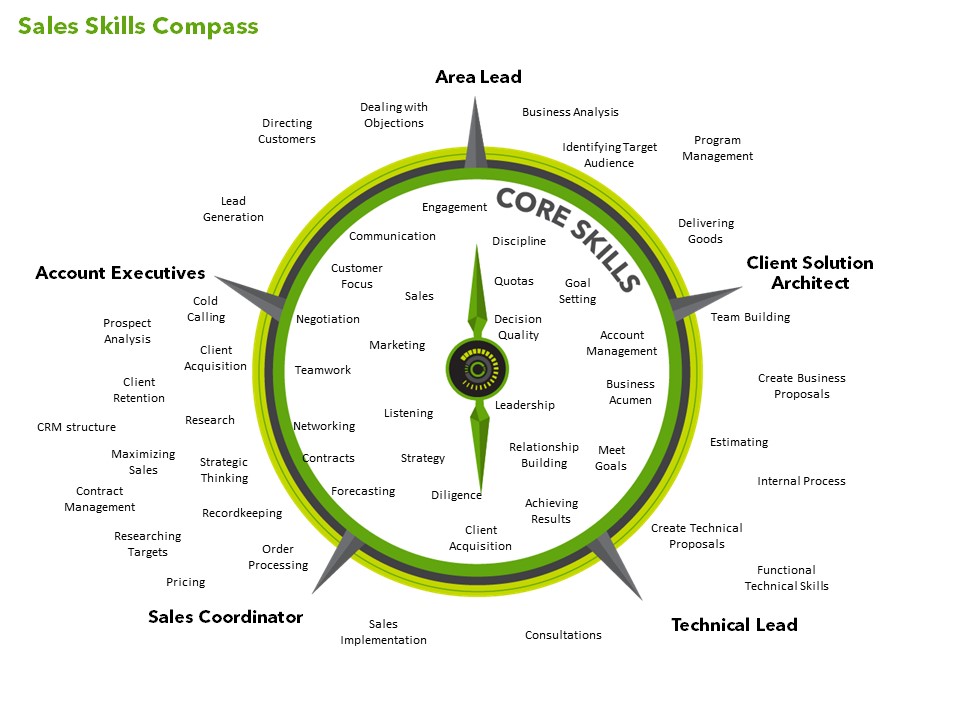 Sales Skills Compass
Area Lead
Dealing with
Objections
Business Analysis
Directing
Customers
Identifying Target
Audience
Program
Management
Lead
Generation
Engagement
CORE SKILLS
Communication
Discipline
Delivering
Goods
Account Executives
Client Solution
Architect
Customer
Focus
Sales
Quotas
Goal
Setting
Cold
Calling
Negotiation
Decision
Quality
Team Building
Prospect
Analysis
Client
Acquisition
Marketing
Account
Management
Teamwork
Client
Retention
Business
Acumen
Create Business
Proposals
CRM structure
Research
Networking
Listening
Leadership
Estimating
Maximizing
Sales
Strategic
Thinking
Contracts
Strategy
Relationship
Building
Meet
Goals
Internal Process
Contract
Management
Forecasting
Diligence
Recordkeeping
Achieving
Results
Researching
Targets
Order
Processing
Client
Acquisition
Create Technical
Proposals
Pricing
Functional
Technical Skills
Sales Coordinator
Sales
Implementation
Consultations
Technical Lead